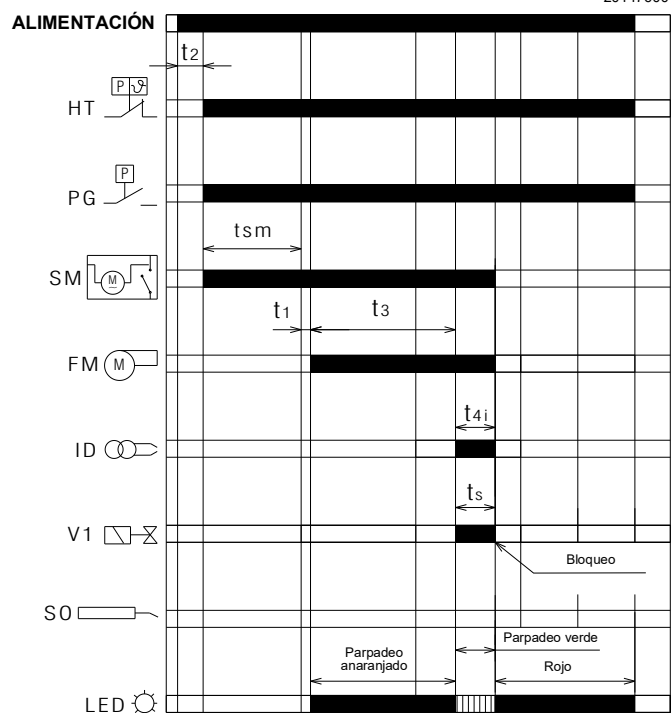 ALIMENTACIÓN
t2
P ϑ
HT
P
PG
tsm
SM
M
t1
t3
FM
M
t4i
ID
ts
V1
Bloqueo
SO
Parpadeo verde
Parpadeo
anaranjado
Rojo
LED